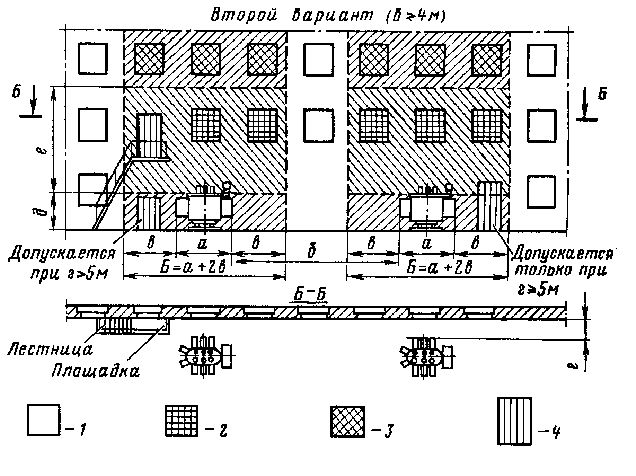 Второй вариант (в ≥ 4м)
Б Б
е
д
Допускается при г ≥ 5м
в а в б в а в
Б = а + 2в Б = а + 2в
Допускается только при г ≥ 5м
Б–Б
Лестница
Площадка
г
– 1 – 2 – 3 – 4